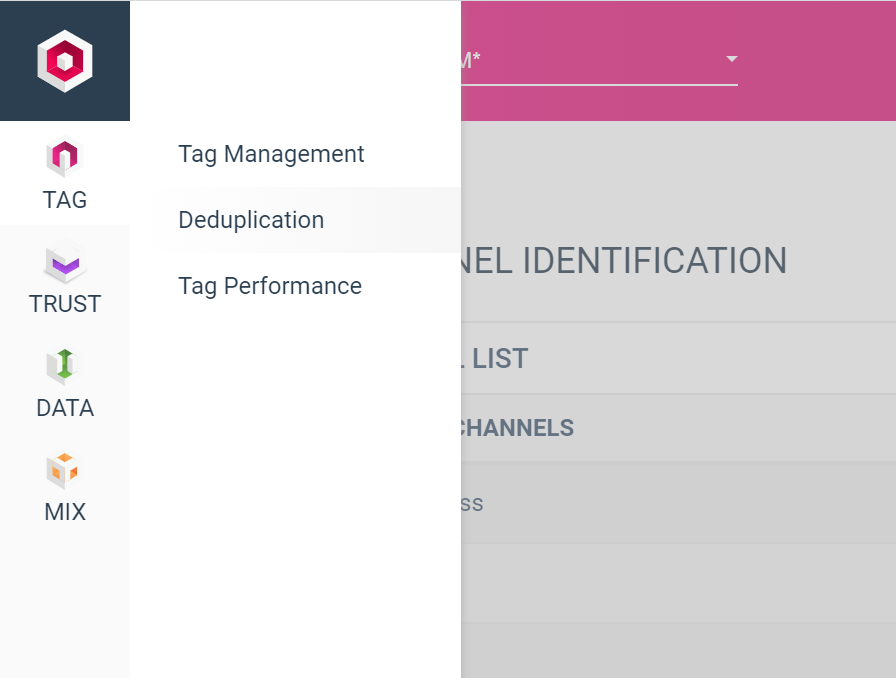 M*
TAG
TRUST
DATA
MIX
Tag Management
Deduplication
Tag Performance
NEL IDENTIFICATION
LIST
CHANNELS
ss